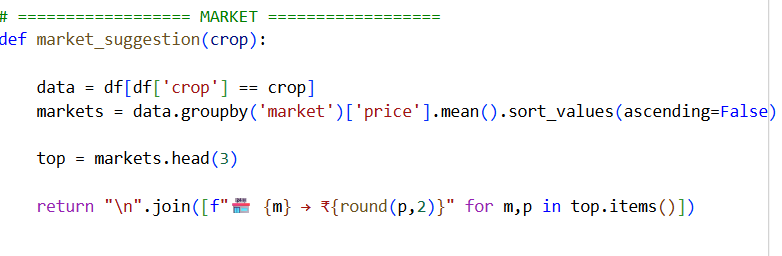 # ================== MARKET ==================
def market_suggestion(crop):
data = df[df['crop'] == crop]
markets = data.groupby('market')['price'].mean().sort_values(ascending=False)
top = markets.head(3)
return "\n".join([f"🏪 {m} → ₹{round(p,2)}" for m,p in top.items()])